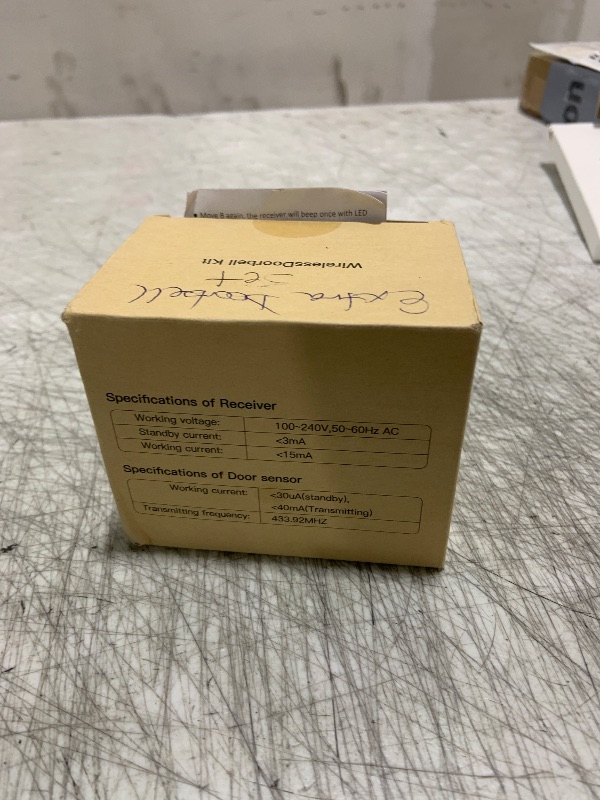 • Move B again, the receiver will beep once with LED
WirelessDoorbell Kit
Extra
Set
Specifications of Receiver
Working voltage: 100~240V,50~60Hz AC
Standby current: <3mA
Working current: <15mA
Specifications of Door sensor
Working current: <30uA(standby),
<40mA(Transmitting)
Transmitting frequency: 433.92MHZ